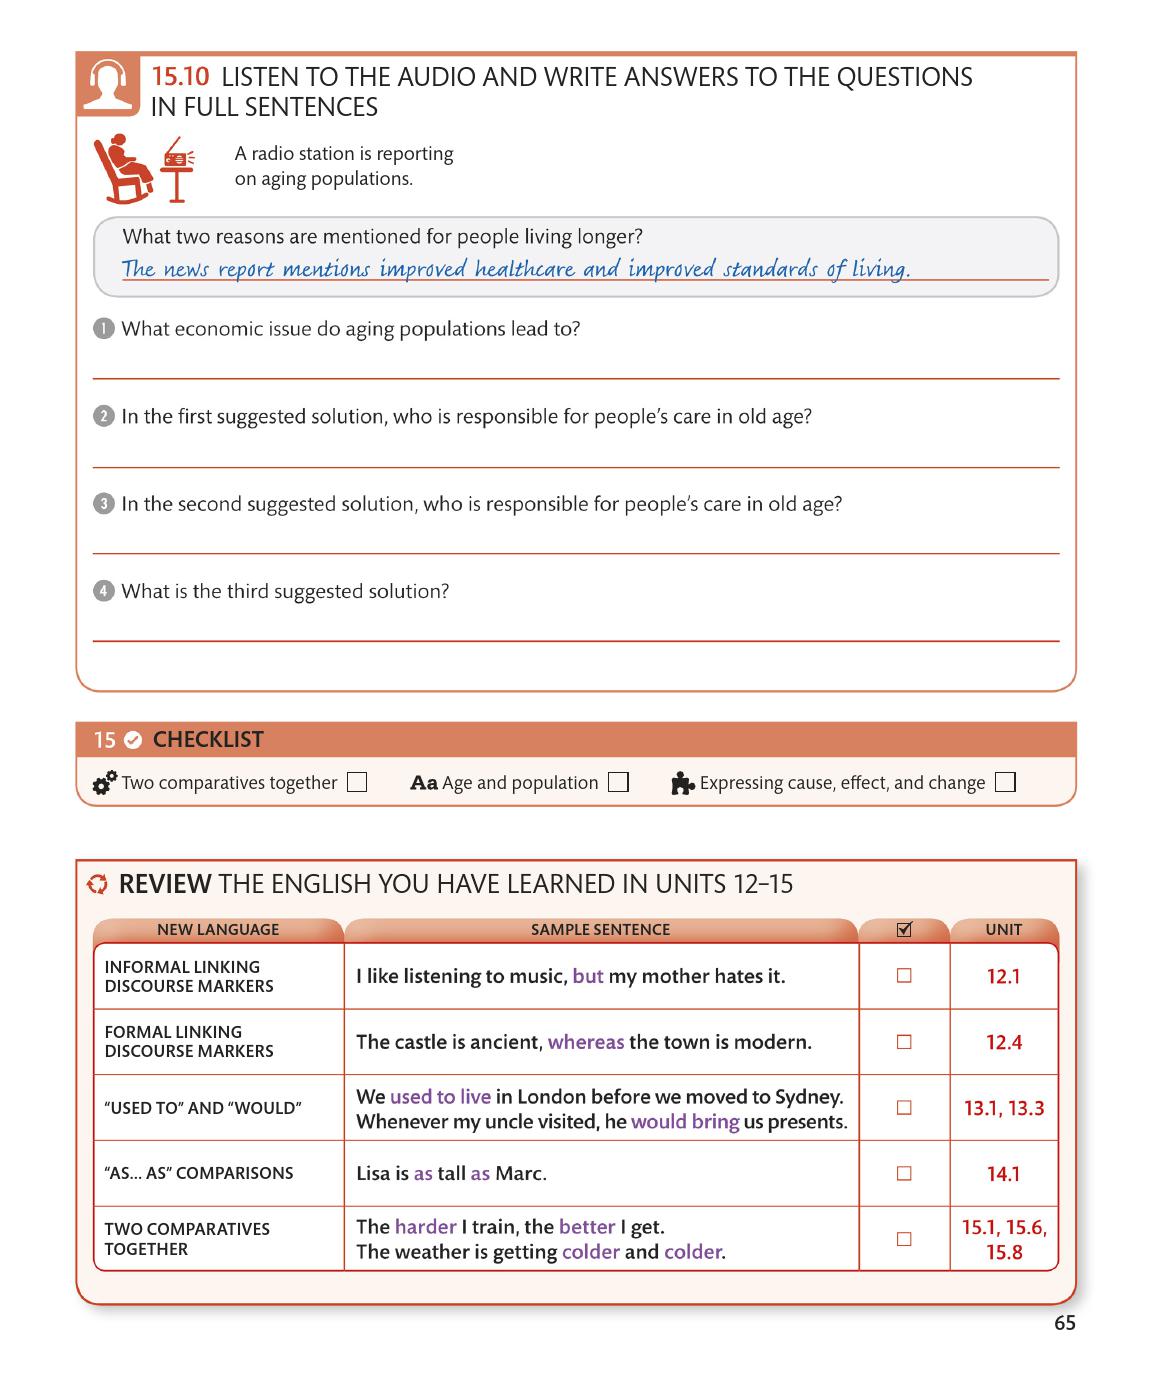 15.10 LISTEN TO THE AUDIO AND WRITE ANSWERS TO THE QUESTIONS
IN FULL SENTENCES
A radio station is reporting
on aging populations.
What two reasons are mentioned for people living longer?
The news report mentions improved healthcare and improved standards of living.
1 What economic issue do aging populations lead to?
2 In the first suggested solution, who is responsible for people's care in old age?
3 In the second suggested solution, who is responsible for people's care in old age?
4 What is the third suggested solution?
15 CHECKLIST
Two comparatives together Aa Age and population Expressing cause, effect, and change
REVIEW THE ENGLISH YOU HAVE LEARNED IN UNITS 12–15
NEW LANGUAGE SAMPLE SENTENCE UNIT
INFORMAL LINKING
DISCOURSE MARKERS
I like listening to music, but my mother hates it.
12.1
FORMAL LINKING
DISCOURSE MARKERS
The castle is ancient, whereas the town is modern.
12.4
“USED TO” AND “WOULD”
We used to live in London before we moved to Sydney.
Whenever my uncle visited, he would bring us presents.
13.1, 13.3
“AS... AS” COMPARISONS
Lisa is as tall as Marc.
14.1
TWO COMPARATIVES
TOGETHER
The harder I train, the better I get.
The weather is getting colder and colder.
15.1, 15.6,
15.8
65